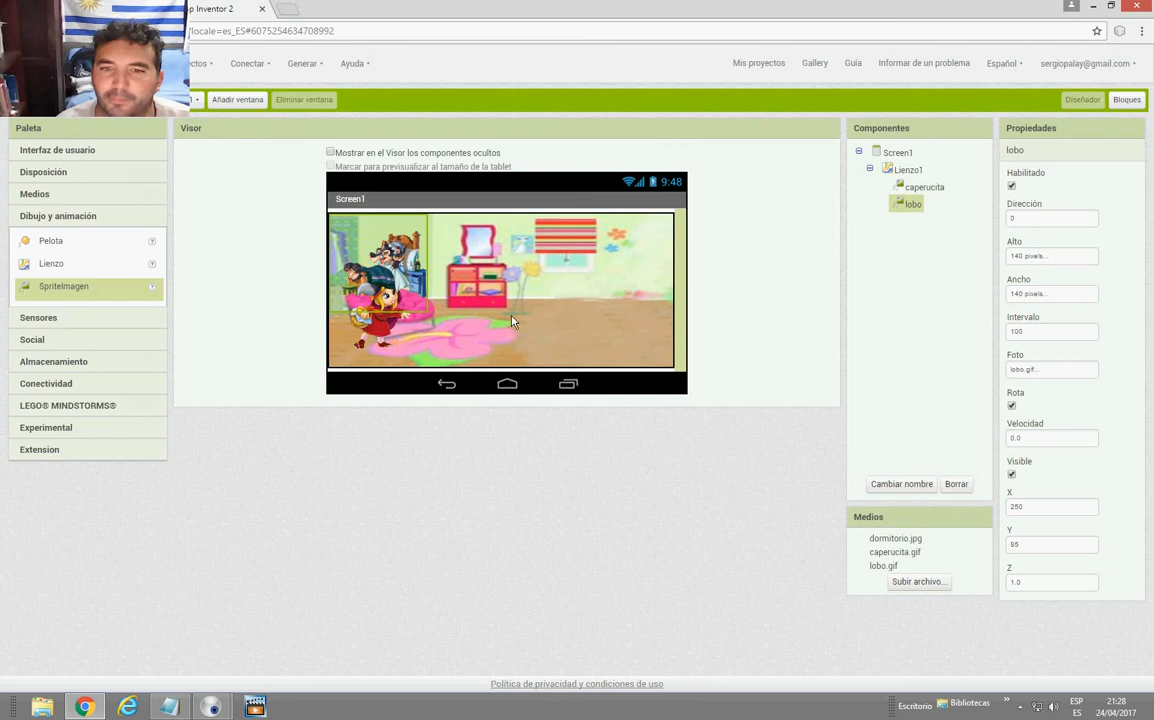 p Inventor 2
/locale=es_ES#6075254634708992
ectos
Conectar
Generar
Ayuda
Mis proyectos
Gallery
Guía
Informar de un problema
Español
sergiopalay@gmail.com
1
Añadir ventana
Eliminar ventana
Diseñador
Bloques
Paleta
Visor
Componentes
Propiedades
Interfaz de usuario
Disposición
Medios
Dibujo y animación
Pelota
?
Lienzo
?
SpriteImagen
?
Sensores
Social
Almacenamiento
Conectividad
LEGO® MINDSTORMS®
Experimental
Extension
Mostrar en el Visor los componentes ocultos
Marcar para previsualizar al tamaño de la tablet
9:48
Screen1
Screen1
Lienzo1
caperucita
lobo
Cambiar nombre
Borrar
Medios
dormitorio.jpg
caperucita.gif
lobo.gif
Subir archivo...
lobo
Habilitado
Dirección
0
Alto
140 pixels...
Ancho
140 pixels...
Intervalo
100
Foto
lobo.gif...
Rota
Velocidad
0.0
Visible
X
250
Y
85
Z
1.0
Política de privacidad y condiciones de uso
Escritorio
Bibliotecas
»
ESP
ES
21:28
24/04/2017